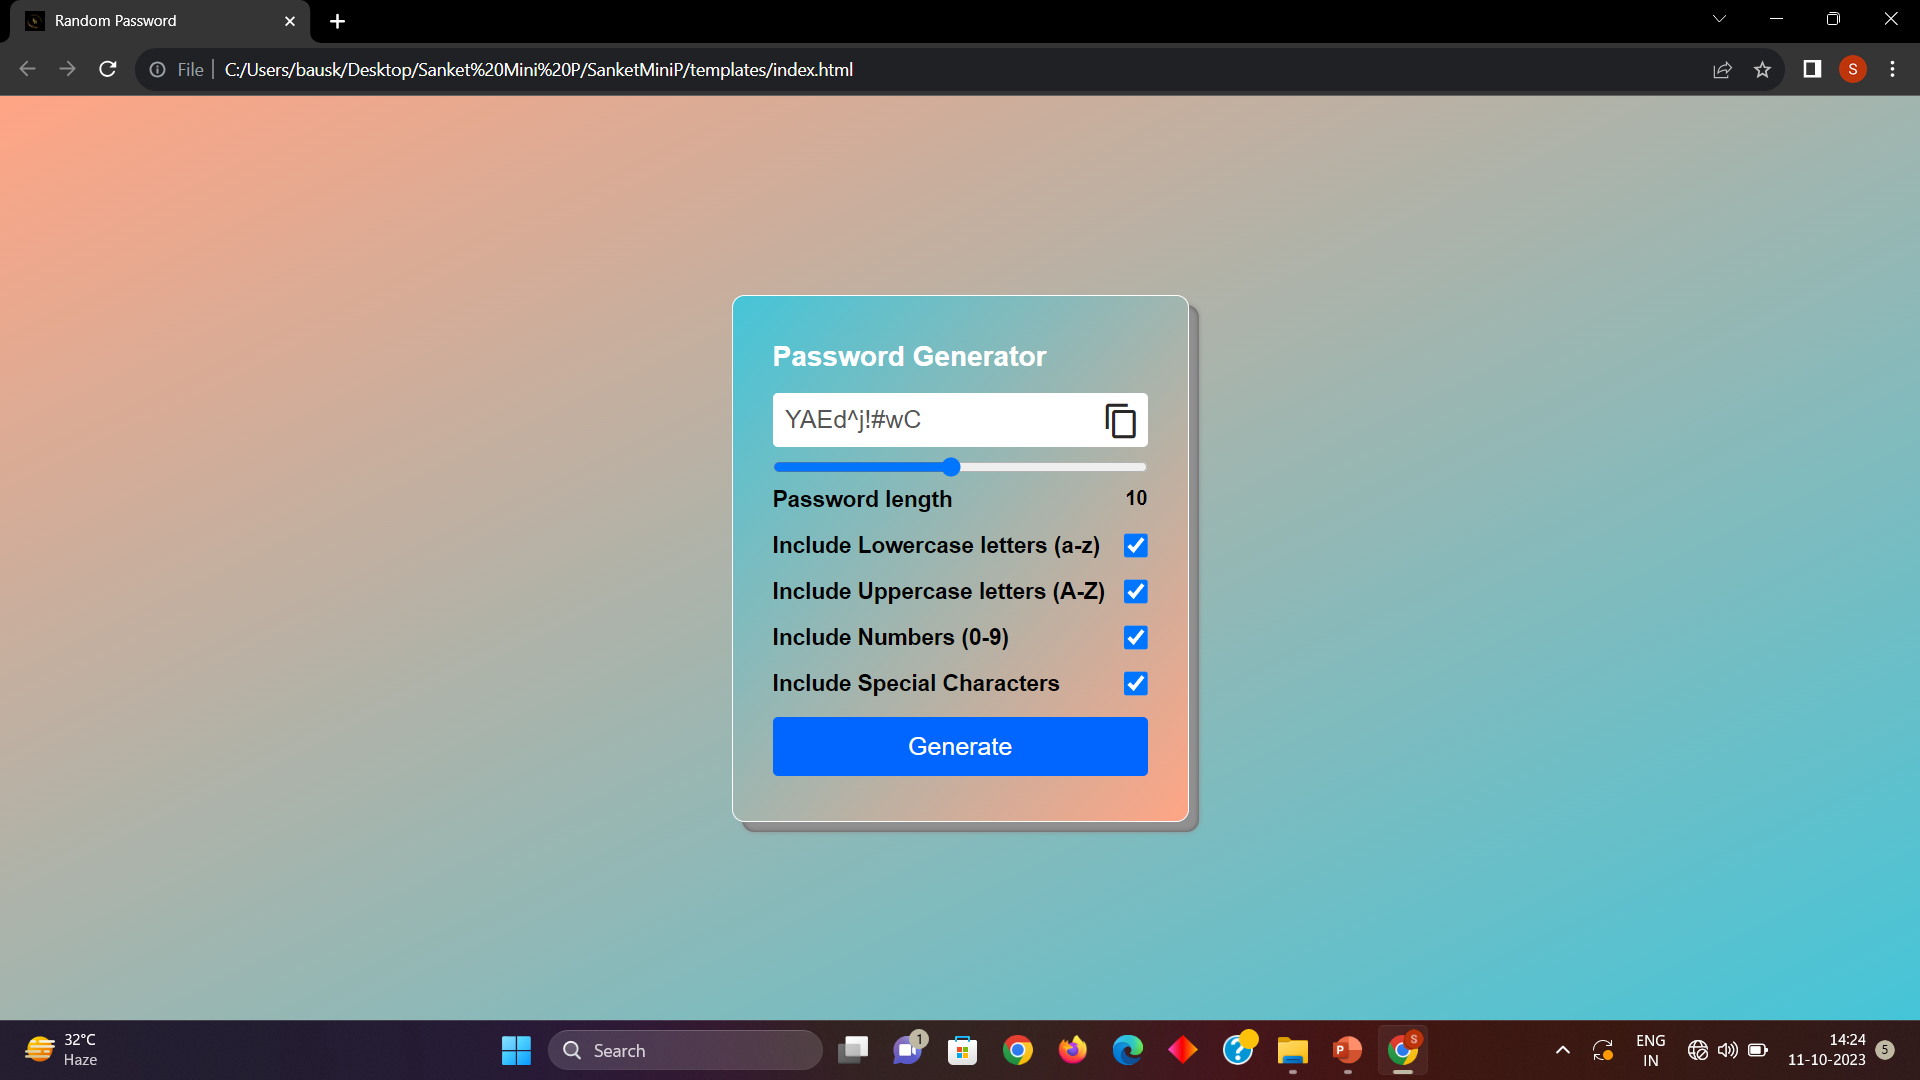 Random Password
File
C:/Users/bausk/Desktop/Sanket%20Mini%20P/SanketMiniP/templates/index.html
S
Password Generator
YAEd^j!#wC
Password length 10
Include Lowercase letters (a-z)
Include Uppercase letters (A-Z)
Include Numbers (0-9)
Include Special Characters
Generate
32°C
Haze
Search
1
P
S
ENG
IN
14:24
11-10-2023
5